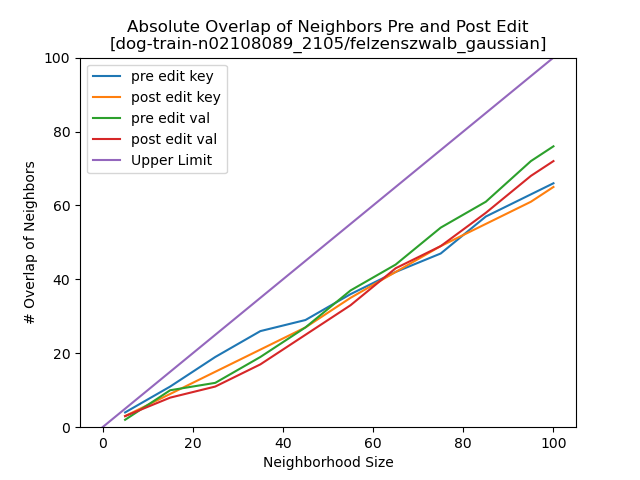 Absolute Overlap of Neighbors Pre and Post Edit
[dog-train-n02108089_2105/felzenszwalb_gaussian]
pre edit key
post edit key
pre edit val
post edit val
Upper Limit
# Overlap of Neighbors
100
80
60
40
20
0
0 20 40 60 80 100
Neighborhood Size